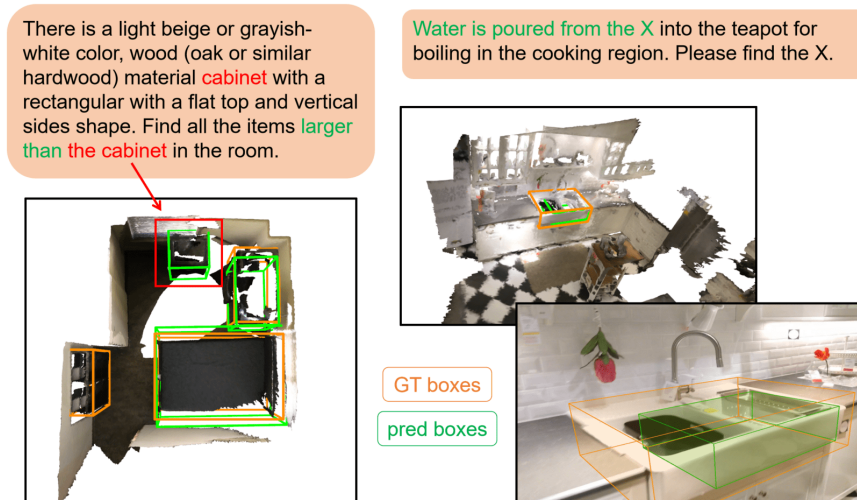 There is a light beige or grayish-
white color, wood (oak or similar
hardwood) material cabinet with a
rectangular with a flat top and vertical
sides shape. Find all the items larger
than the cabinet in the room.
Water is poured from the X into the teapot for
boiling in the cooking region. Please find the X.
GT boxes
pred boxes